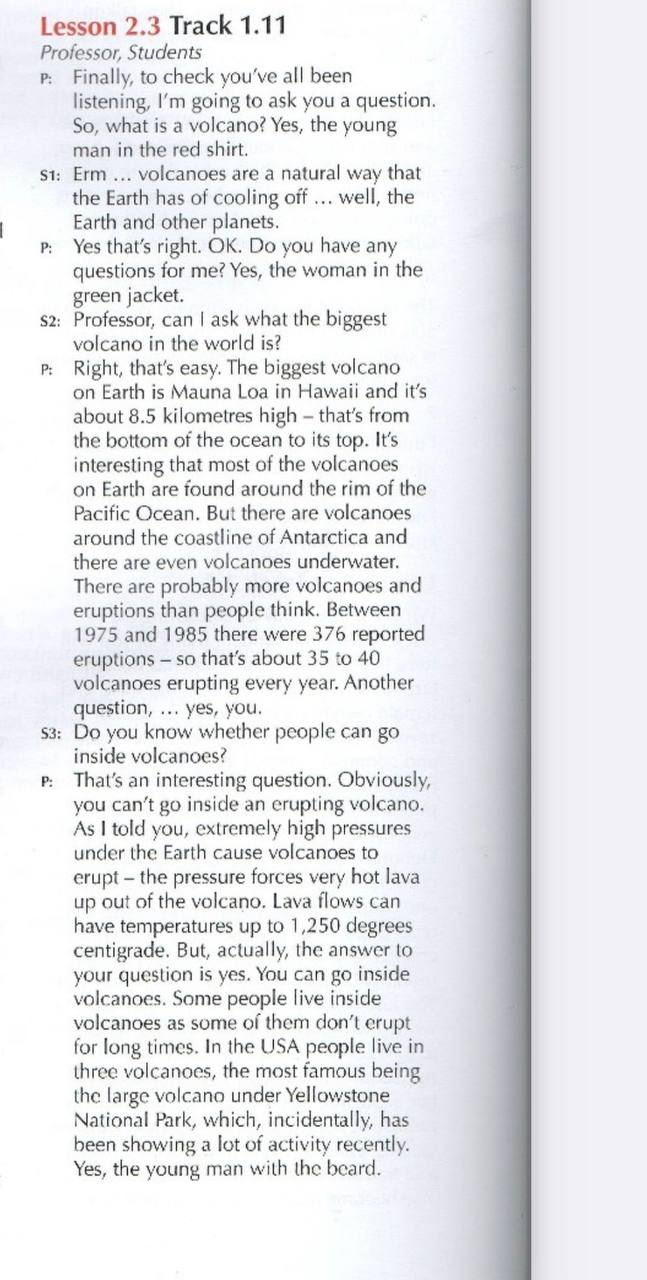 Lesson 2.3 Track 1.11
Professor, Students
P: Finally, to check you've all been
listening, I'm going to ask you a question.
So, what is a volcano? Yes, the young
man in the red shirt.
S1: Erm … volcanoes are a natural way that
the Earth has of cooling off … well, the
Earth and other planets.
P: Yes that's right. OK. Do you have any
questions for me? Yes, the woman in the
green jacket.
S2: Professor, can I ask what the biggest
volcano in the world is?
P: Right, that's easy. The biggest volcano
on Earth is Mauna Loa in Hawaii and it's
about 8.5 kilometres high – that's from
the bottom of the ocean to its top. It's
interesting that most of the volcanoes
on Earth are found around the rim of the
Pacific Ocean. But there are volcanoes
around the coastline of Antarctica and
there are even volcanoes underwater.
There are probably more volcanoes and
eruptions than people think. Between
1975 and 1985 there were 376 reported
eruptions – so that's about 35 to 40
volcanoes erupting every year. Another
question, … yes, you.
S3: Do you know whether people can go
inside volcanoes?
P: That's an interesting question. Obviously,
you can't go inside an erupting volcano.
As I told you, extremely high pressures
under the Earth cause volcanoes to
erupt – the pressure forces very hot lava
up out of the volcano. Lava flows can
have temperatures up to 1,250 degrees
centigrade. But, actually, the answer to
your question is yes. You can go inside
volcanoes. Some people live inside
volcanoes as some of them don't erupt
for long times. In the USA people live in
three volcanoes, the most famous being
the large volcano under Yellowstone
National Park, which, incidentally, has
been showing a lot of activity recently.
Yes, the young man with the beard.